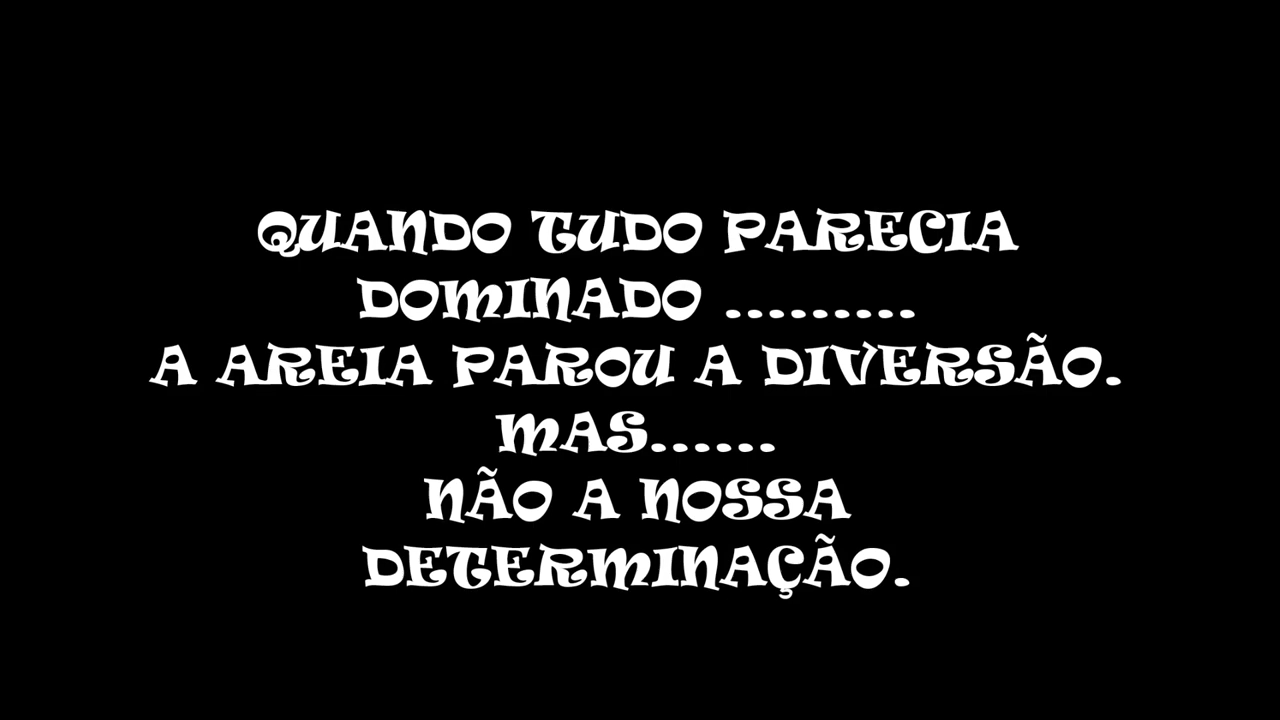 QUANDO TUDO PARECIA
DOMINADO .........
A AREIA PAROU A DIVERSÃO.
MAS......
NÃO A NOSSA
DETERMINAÇÃO.